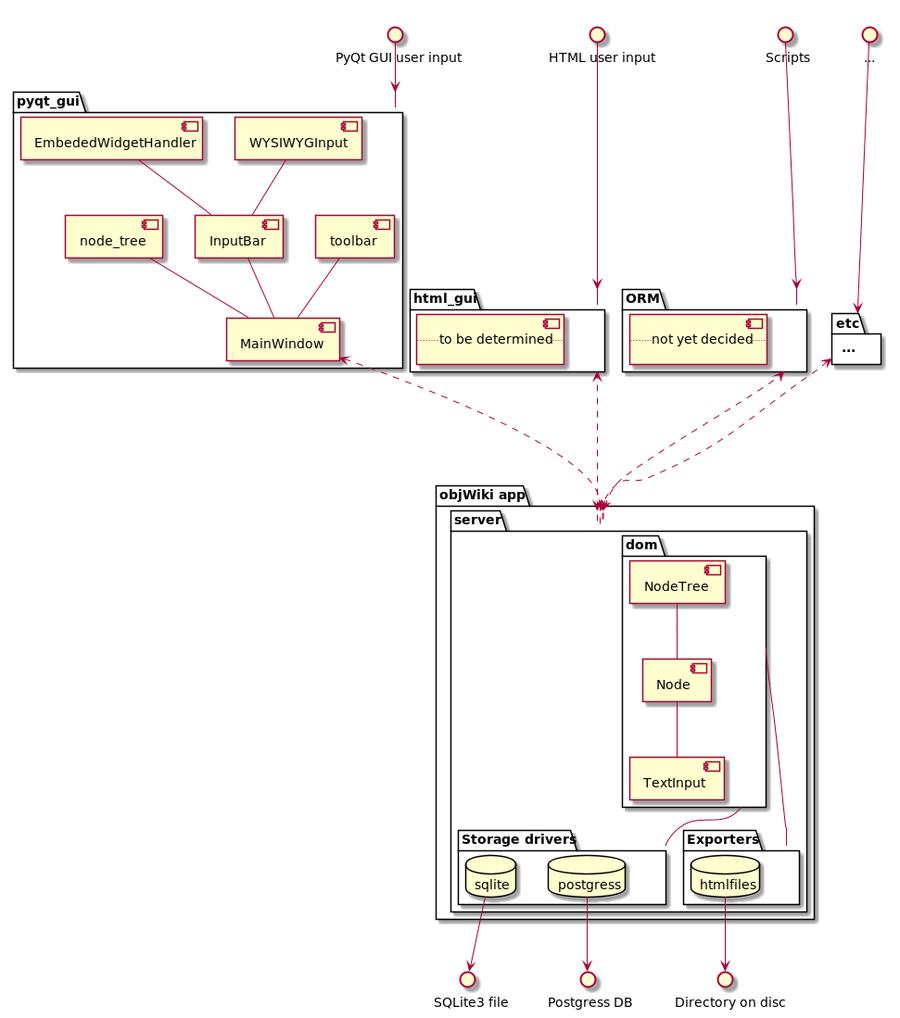 PyQt GUI user input
HTML user input
Scripts
...
pyqt_gui
EmbededWidgetHandler
WYSIWYGInput
node_tree
InputBar
toolbar
MainWindow
html_gui
to be determined
ORM
not yet decided
etc
...
objWiki app
server
dom
NodeTree
Node
TextInput
Storage drivers
sqlite
postgress
Exporters
htmlfiles
SQLite3 file
Postgress DB
Directory on disc